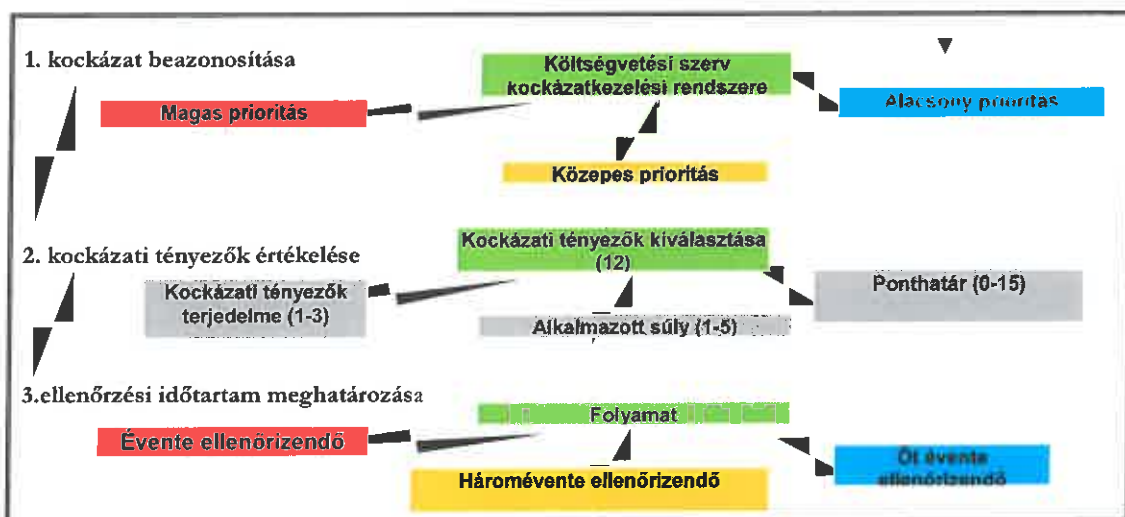 1. kockázat beazonosítása
Költségvetési szerv
kockázatkezelési rendszere
Magas prioritás
Alacsony prioritás
Közepes prioritás
2. kockázati tényezők értékelése
Kockázati tényezők kiválasztása
(12)
Kockázati tényezők
terjedelme (1-3)
Ponthatár (0-15)
Alkalmazott súly (1-5)
3.ellenőrzési időtartam meghatározása
Folyamat
Évente ellenőrizendő
Háromévente ellenőrizendő
Öt évente
ellenőrizendő